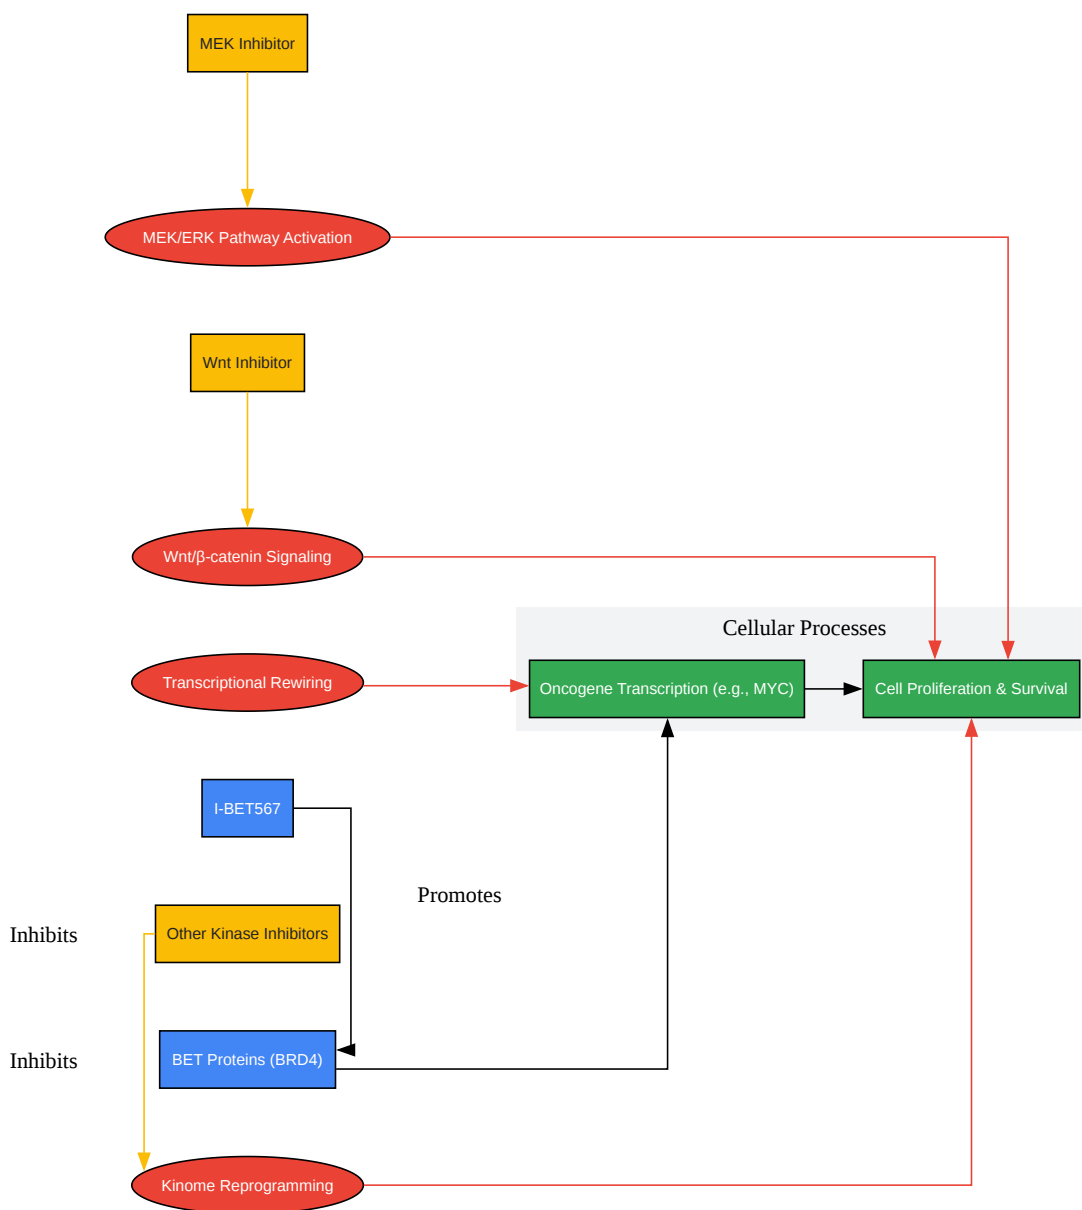 MEK Inhibitor
MEK/ERK Pathway Activation
Wnt Inhibitor
Wnt/β-catenin Signaling
Cellular Processes
Transcriptional Rewiring
Oncogene Transcription (e.g., MYC)
Cell Proliferation & Survival
I-BET567
Promotes
Inhibits
Other Kinase Inhibitors
Inhibits
BET Proteins (BRD4)
Kinome Reprogramming